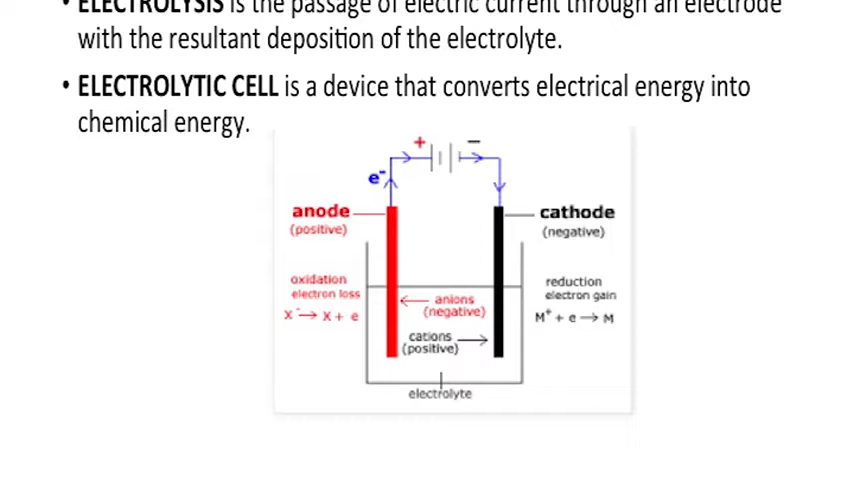 • ELECTROLYSIS is the passage of electric current through an electrode
with the resultant deposition of the electrolyte.
• ELECTROLYTIC CELL is a device that converts electrical energy into
chemical energy.
+ −
e⁻
anode
(positive)
cathode
(negative)
oxidation
electron loss
X⁻ → X + e
anions
(negative)
cations
(positive)
reduction
electron gain
M⁺ + e → M
electrolyte